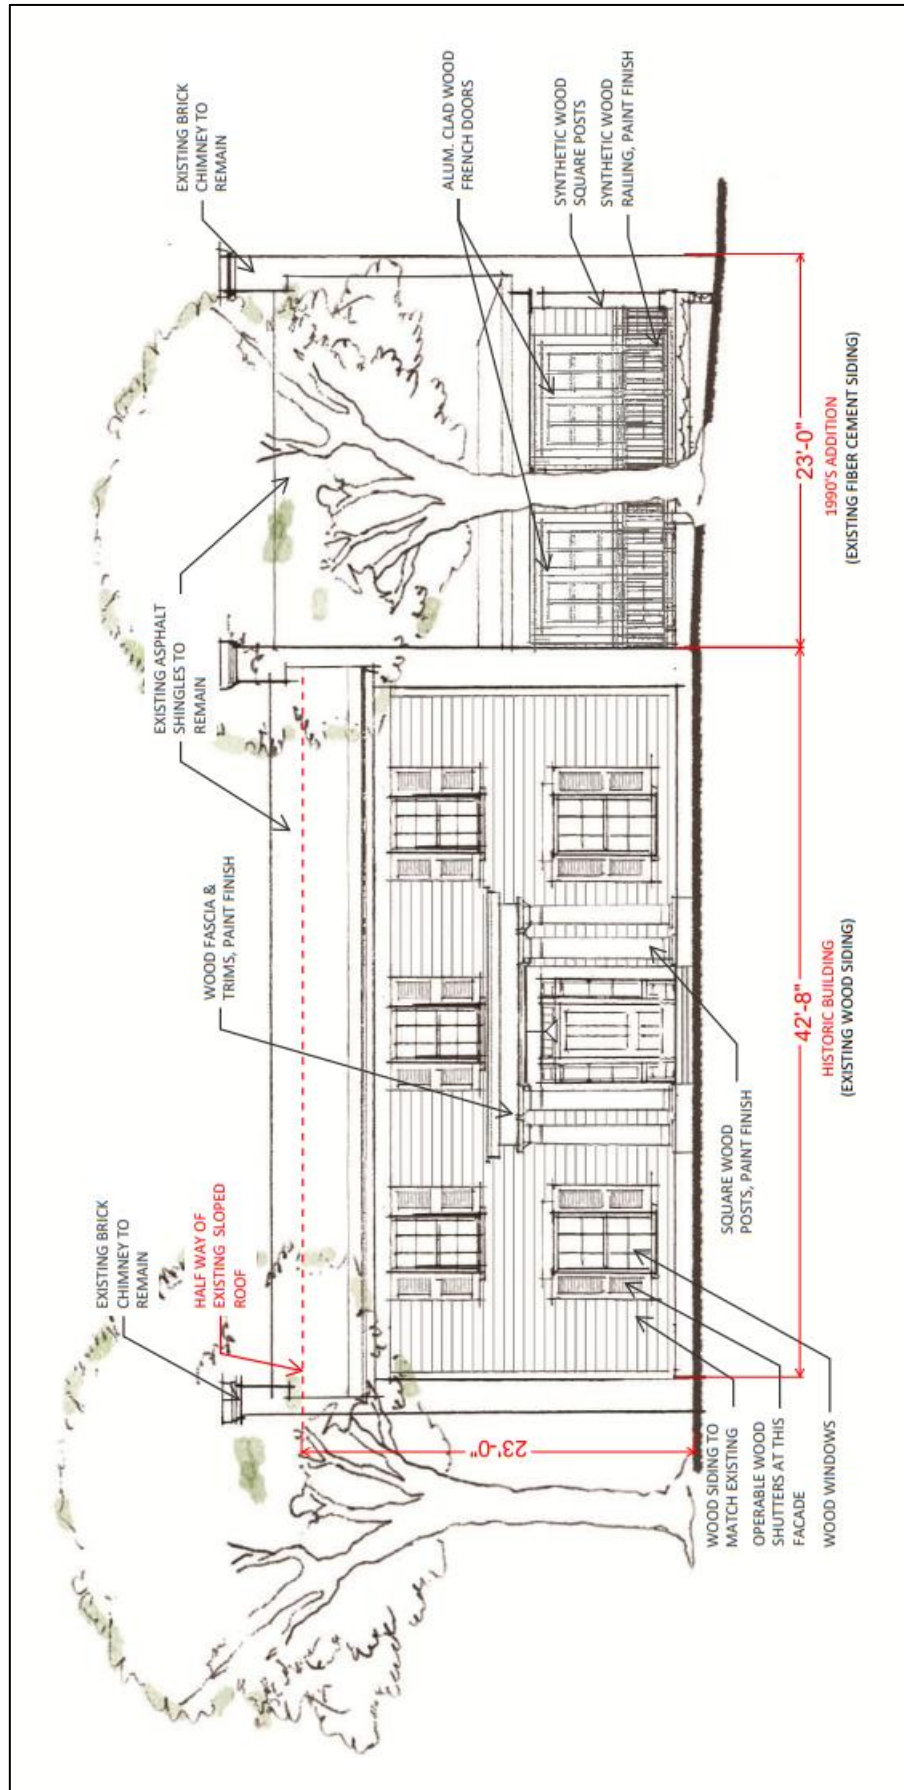 EXISTING BRICK
CHIMNEY TO
REMAIN
HALF WAY OF
EXISTING SLOPED
ROOF
WOOD FASCIA &
TRIMS, PAINT FINISH
EXISTING ASPHALT
SHINGLES TO
REMAIN
EXISTING BRICK
CHIMNEY TO
REMAIN
ALUM. CLAD WOOD
FRENCH DOORS
SYNTHETIC WOOD
SQUARE POSTS
SYNTHETIC WOOD
RAILING, PAINT FINISH
23'-0"
WOOD SIDING TO
MATCH EXISTING
OPERABLE WOOD
SHUTTERS AT THIS
FACADE
WOOD WINDOWS
SQUARE WOOD
POSTS, PAINT FINISH
42'-8"
HISTORIC BUILDING
(EXISTING WOOD SIDING)
23'-0"
1990'S ADDITION
(EXISTING FIBER CEMENT SIDING)